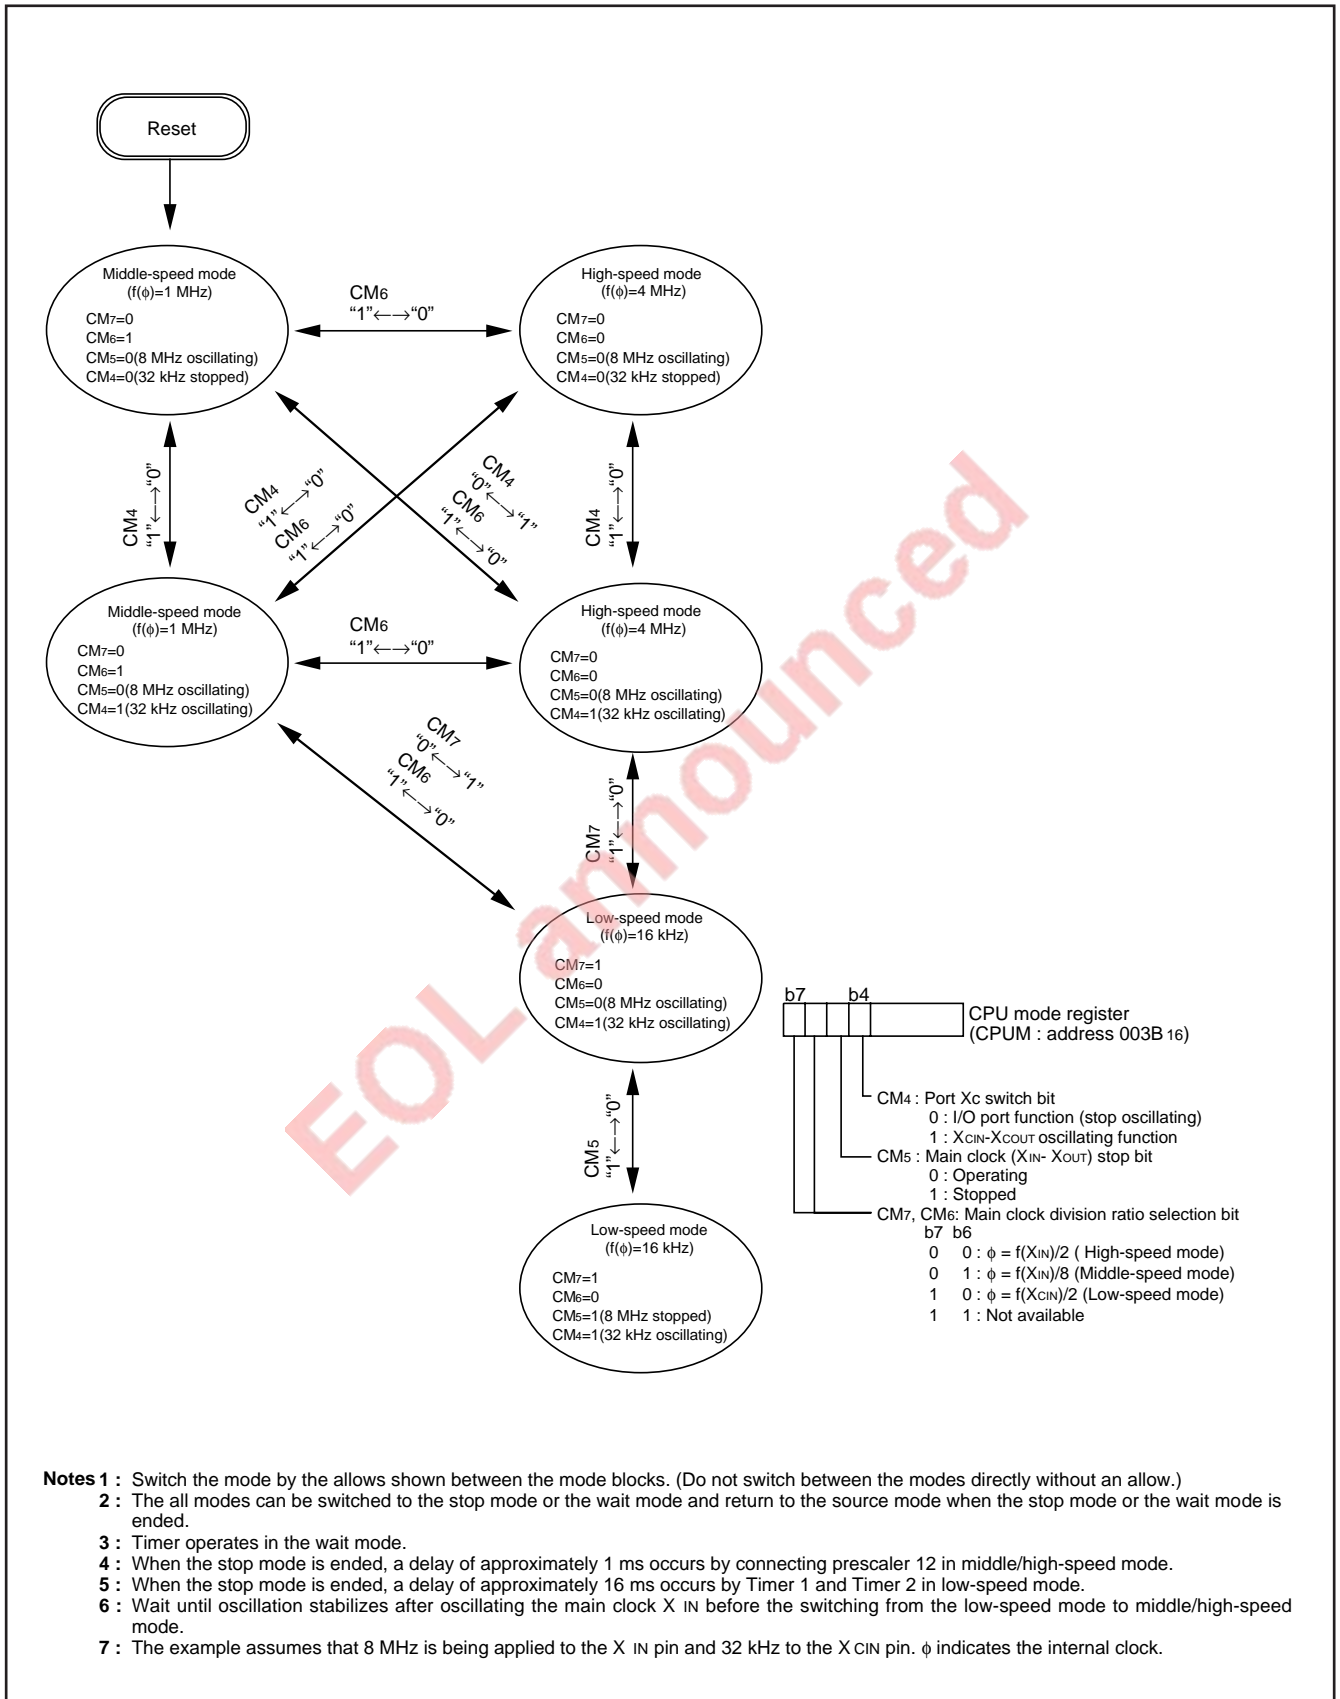 Reset
Middle-speed mode
(f(φ)=1 MHz)
CM7=0
CM6=1
CM5=0(8 MHz oscillating)
CM4=0(32 kHz stopped)
CM6
“1”←→“0”
High-speed mode
(f(φ)=4 MHz)
CM7=0
CM6=0
CM5=0(8 MHz oscillating)
CM4=0(32 kHz stopped)
CM4
“1”←→“0”
CM4
“1”←→“0”
CM6
“1”←→“0”
CM4
“0”←→“1”
CM6
“1”←→“0”
CM4
“1”←→“0”
Middle-speed mode
(f(φ)=1 MHz)
CM7=0
CM6=1
CM5=0(8 MHz oscillating)
CM4=1(32 kHz oscillating)
CM6
“1”←→“0”
High-speed mode
(f(φ)=4 MHz)
CM7=0
CM6=0
CM5=0(8 MHz oscillating)
CM4=1(32 kHz oscillating)
CM7
“0”←→“1”
CM6
“1”←→“0”
CM7
“1”←→“0”
Low-speed mode
(f(φ)=16 kHz)
CM7=1
CM6=0
CM5=0(8 MHz oscillating)
CM4=1(32 kHz oscillating)
CM5
“1”←→“0”
Low-speed mode
(f(φ)=16 kHz)
CM7=1
CM6=0
CM5=1(8 MHz stopped)
CM4=1(32 kHz oscillating)
b7 b4
CPU mode register
(CPUM : address 003B 16)
CM4 : Port Xc switch bit
0 : I/O port function (stop oscillating)
1 : XCIN-XCOUT oscillating function
CM5 : Main clock (XIN- XOUT) stop bit
0 : Operating
1 : Stopped
CM7, CM6: Main clock division ratio selection bit
b7 b6
0 0 : φ = f(XIN)/2 ( High-speed mode)
0 1 : φ = f(XIN)/8 (Middle-speed mode)
1 0 : φ = f(XCIN)/2 (Low-speed mode)
1 1 : Not available
EOL announced
Notes 1 : Switch the mode by the allows shown between the mode blocks. (Do not switch between the modes directly without an allow.)
2 : The all modes can be switched to the stop mode or the wait mode and return to the source mode when the stop mode or the wait mode is
ended.
3 : Timer operates in the wait mode.
4 : When the stop mode is ended, a delay of approximately 1 ms occurs by connecting prescaler 12 in middle/high-speed mode.
5 : When the stop mode is ended, a delay of approximately 16 ms occurs by Timer 1 and Timer 2 in low-speed mode.
6 : Wait until oscillation stabilizes after oscillating the main clock X IN before the switching from the low-speed mode to middle/high-speed
mode.
7 : The example assumes that 8 MHz is being applied to the X IN pin and 32 kHz to the X CIN pin. φ indicates the internal clock.